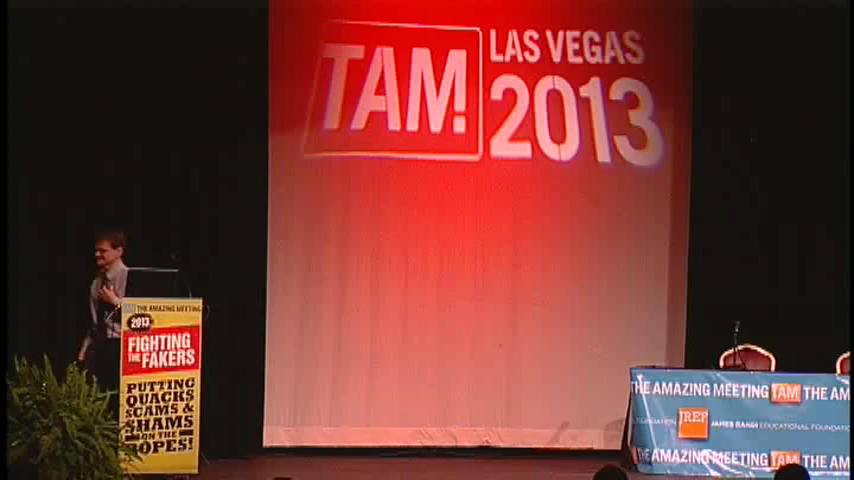 TAM!
LAS VEGAS
2013
THE AMAZING MEETING
2013
FIGHTING
THE FAKERS
PUTTING
QUACKS
SCAMS &
SHAMS
ON THE
ROPES!
THE AMAZING MEETING TAM THE AM
FOUNDATION JREF JAMES RANDI EDUCATIONAL FOUNDATION
THE AMAZING MEETING TAM THE AM